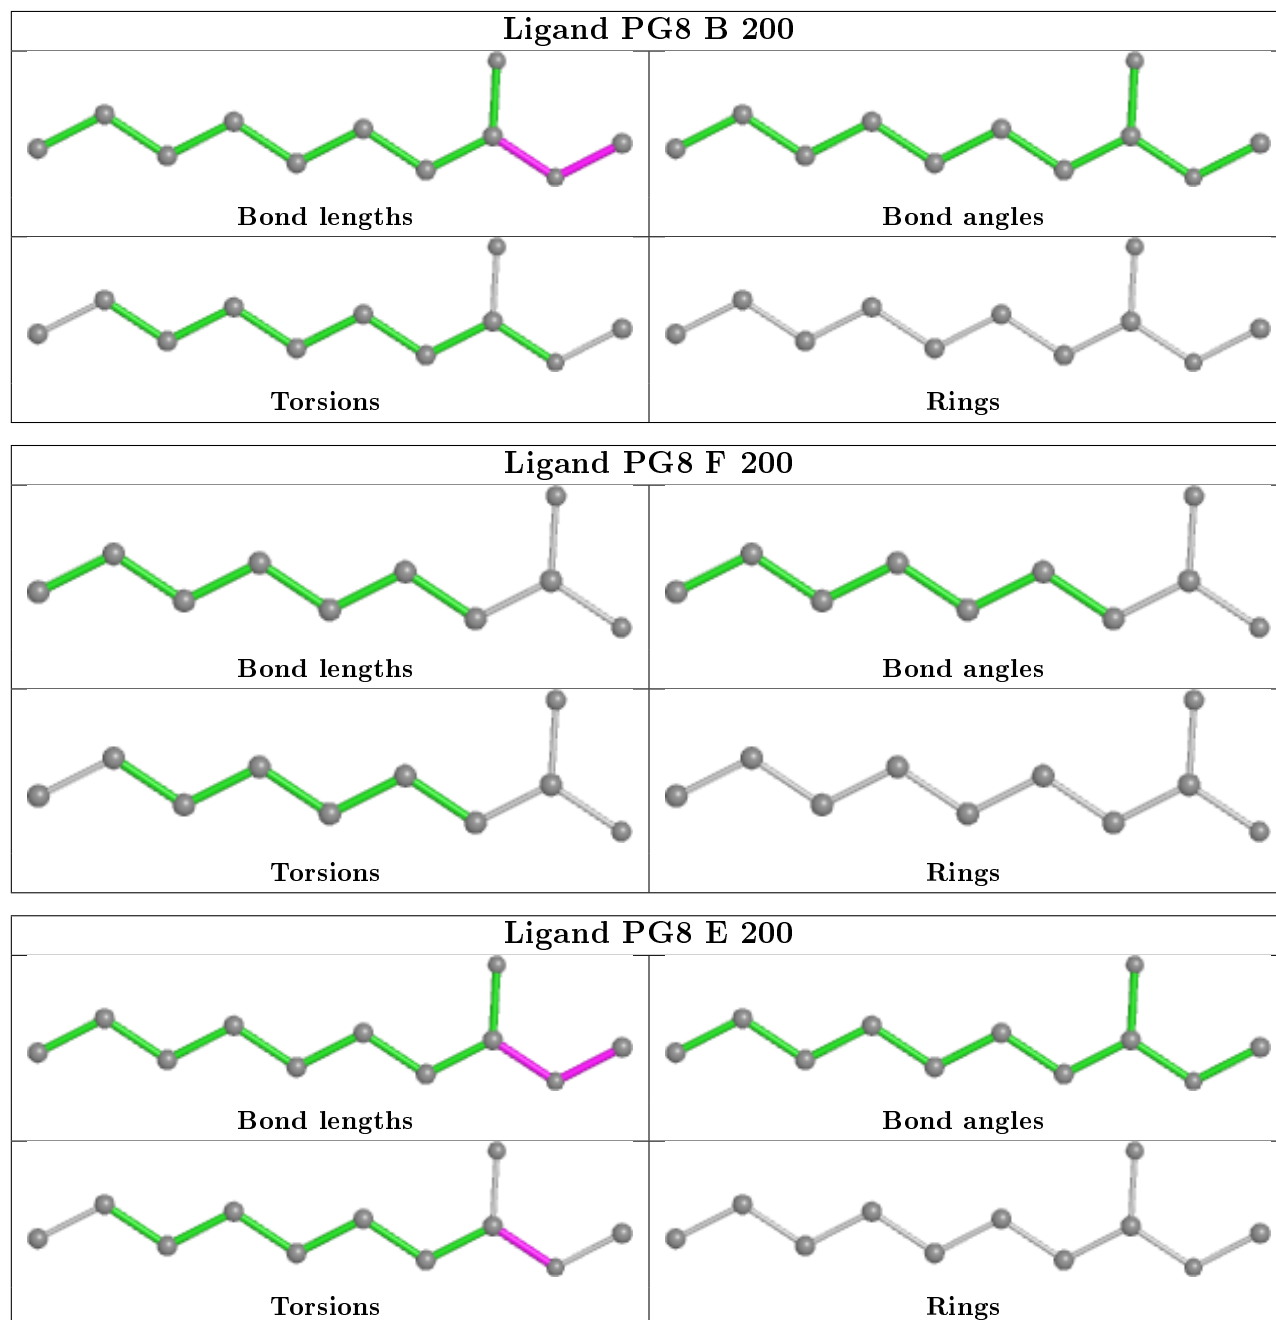 Ligand PG8 B 200
Bond lengths
Bond angles
Torsions
Rings
Ligand PG8 F 200
Bond lengths
Bond angles
Torsions
Rings
Ligand PG8 E 200
Bond lengths
Bond angles
Torsions
Rings